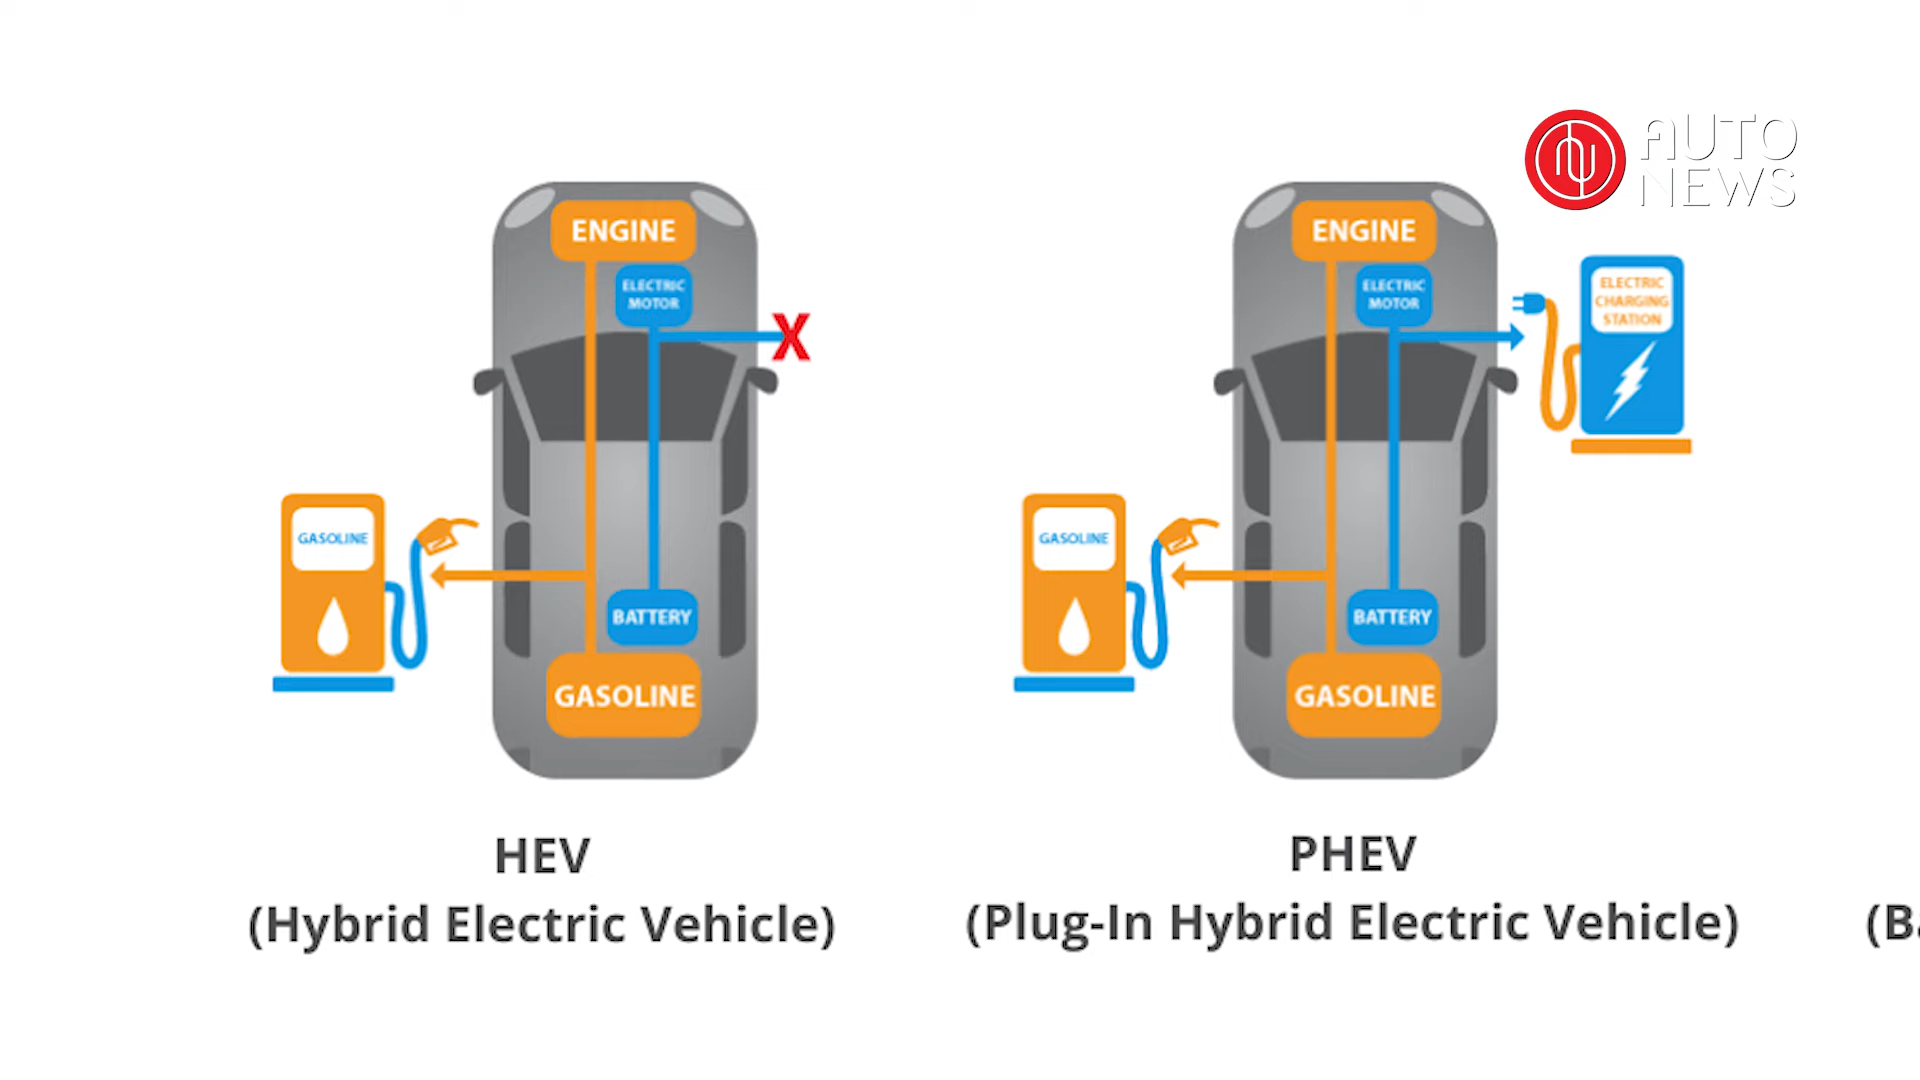 AUTO
NEWS
ENGINE
ELECTRIC
MOTOR
X
GASOLINE
BATTERY
GASOLINE
HEV
(Hybrid Electric Vehicle)
ENGINE
ELECTRIC
MOTOR
ELECTRIC
CHARGING
STATION
GASOLINE
BATTERY
GASOLINE
PHEV
(Plug-In Hybrid Electric Vehicle)